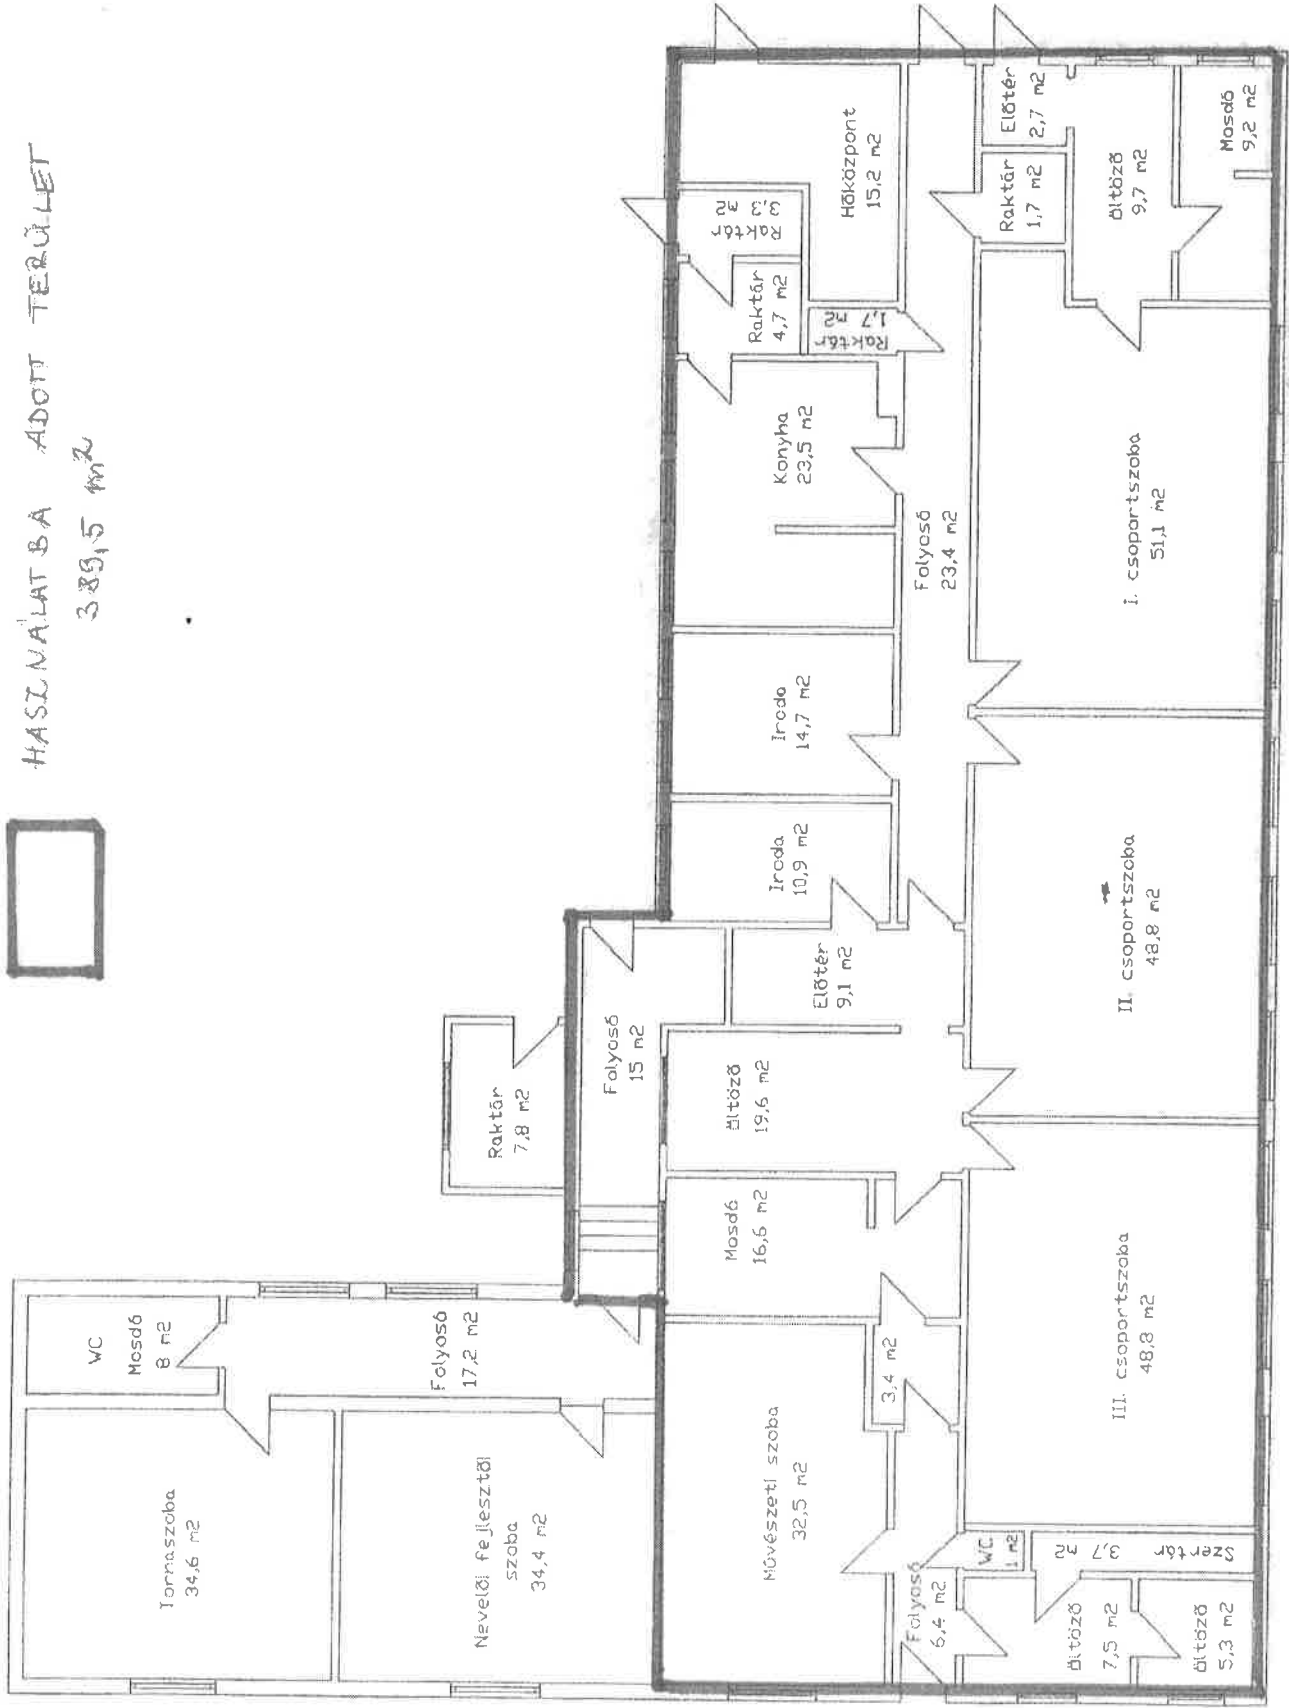 HASZNÁLATBA ADOTT TERÜLET
389,5 m2
WC
Mosdó
8 m2
Tornaszoba
34,6 m2
Folyosó
17,2 m2
Nevelői fejlesztői
szoba
34,4 m2
Raktár
7,8 m2
Folyosó
15 m2
Mosdó
16,6 m2
Öltöző
19,6 m2
Előtér
9,1 m2
Iroda
10,9 m2
Iroda
14,7 m2
Konyha
23,5 m2
Raktár
4,7 m2
Raktár
3,3
m2
Raktár
1,7 m2
Hőközpont
15,2 m2
Művészeti szoba
32,5 m2
3,4 m2
Folyosó
6,4 m2
Folyosó
23,4 m2
Raktár
1,7 m2
Előtér
2,7 m2
WC
1 m2
Szertár 3,7 m2
Öltöző
7,5 m2
Öltöző
5,3 m2
III. csoportszoba
48,8 m2
II. csoportszoba
48,8 m2
I. csoportszoba
51,1 m2
Öltöző
9,7 m2
Mosdó
9,2 m2